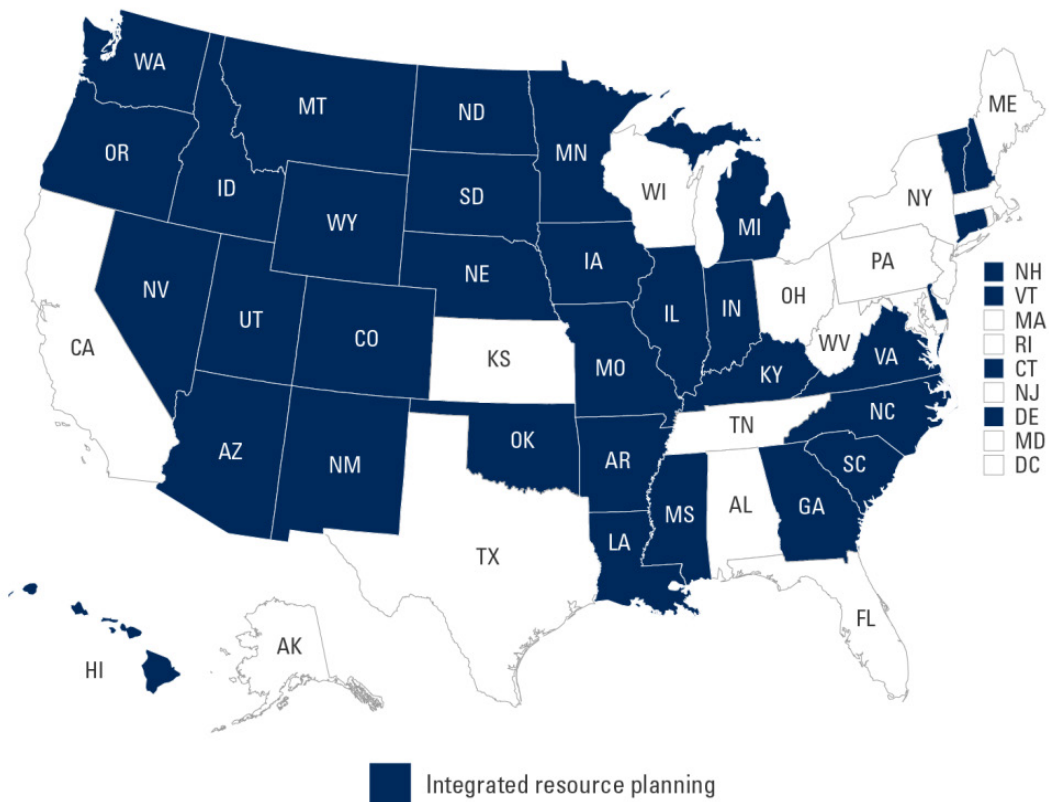 WA
MT
ND
MN
ME
OR
ID
SD
WI
NY
WY
MI
NE
IA
PA
NV
UT
CO
IL
IN
OH
WV
VA
CA
KS
MO
KY
NC
TN
AZ
NM
OK
AR
SC
MS
AL
GA
LA
TX
FL
HI
AK
NH
VT
MA
RI
CT
NJ
DE
MD
DC
Integrated resource planning